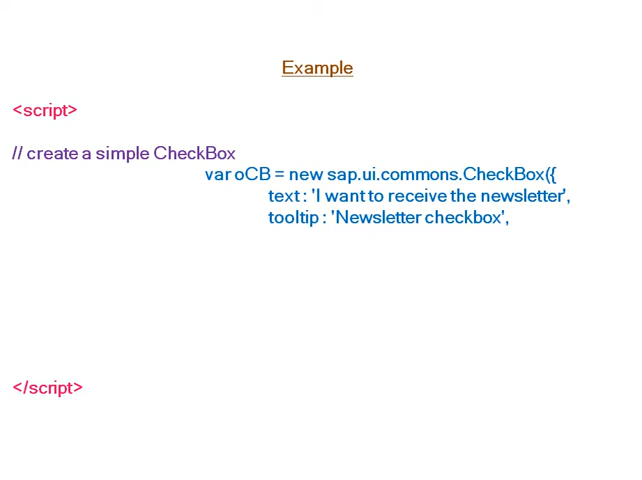 Example
<script>
// create a simple CheckBox
var oCB = new sap.ui.commons.CheckBox({
text : 'I want to receive the newsletter',
tooltip : 'Newsletter checkbox',
</script>